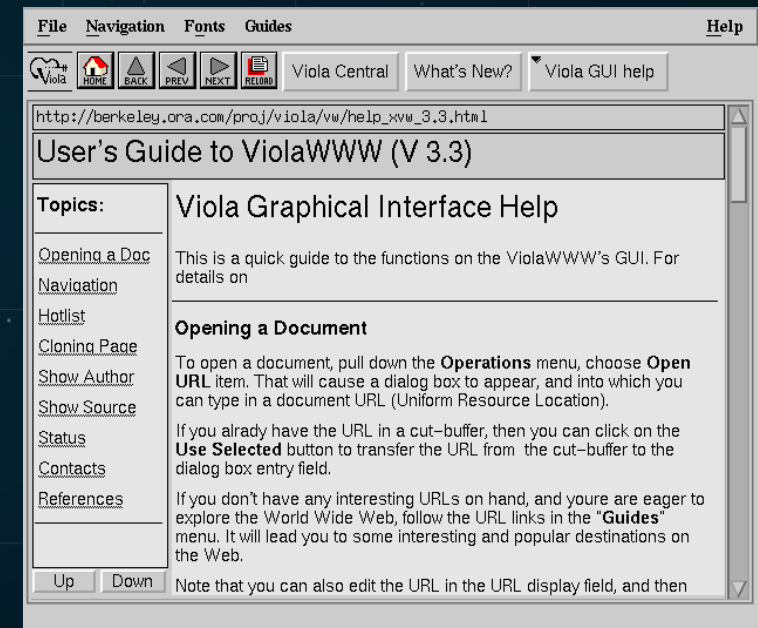 File Navigation Fonts Guides Help
Viola HOME BACK PREV NEXT RELOAD Viola Central What's New? Viola GUI help
http://berkeley.ora.com/proj/viola/vw/help_xvw_3.3.html
User's Guide to ViolaWWW (V 3.3)
Topics:
Opening a Doc
Navigation
Hotlist
Cloning Page
Show Author
Show Source
Status
Contacts
References
Up Down
Viola Graphical Interface Help
This is a quick guide to the functions on the ViolaWWW's GUI. For
details on
Opening a Document
To open a document, pull down the Operations menu, choose Open
URL item. That will cause a dialog box to appear, and into which you
can type in a document URL (Uniform Resource Location).
If you alrady have the URL in a cut-buffer, then you can click on the
Use Selected button to transfer the URL from the cut-buffer to the
dialog box entry field.
If you don't have any interesting URLs on hand, and youre are eager to
explore the World Wide Web, follow the URL links in the "Guides"
menu. It will lead you to some interesting and popular destinations on
the Web.
Note that you can also edit the URL in the URL display field, and then